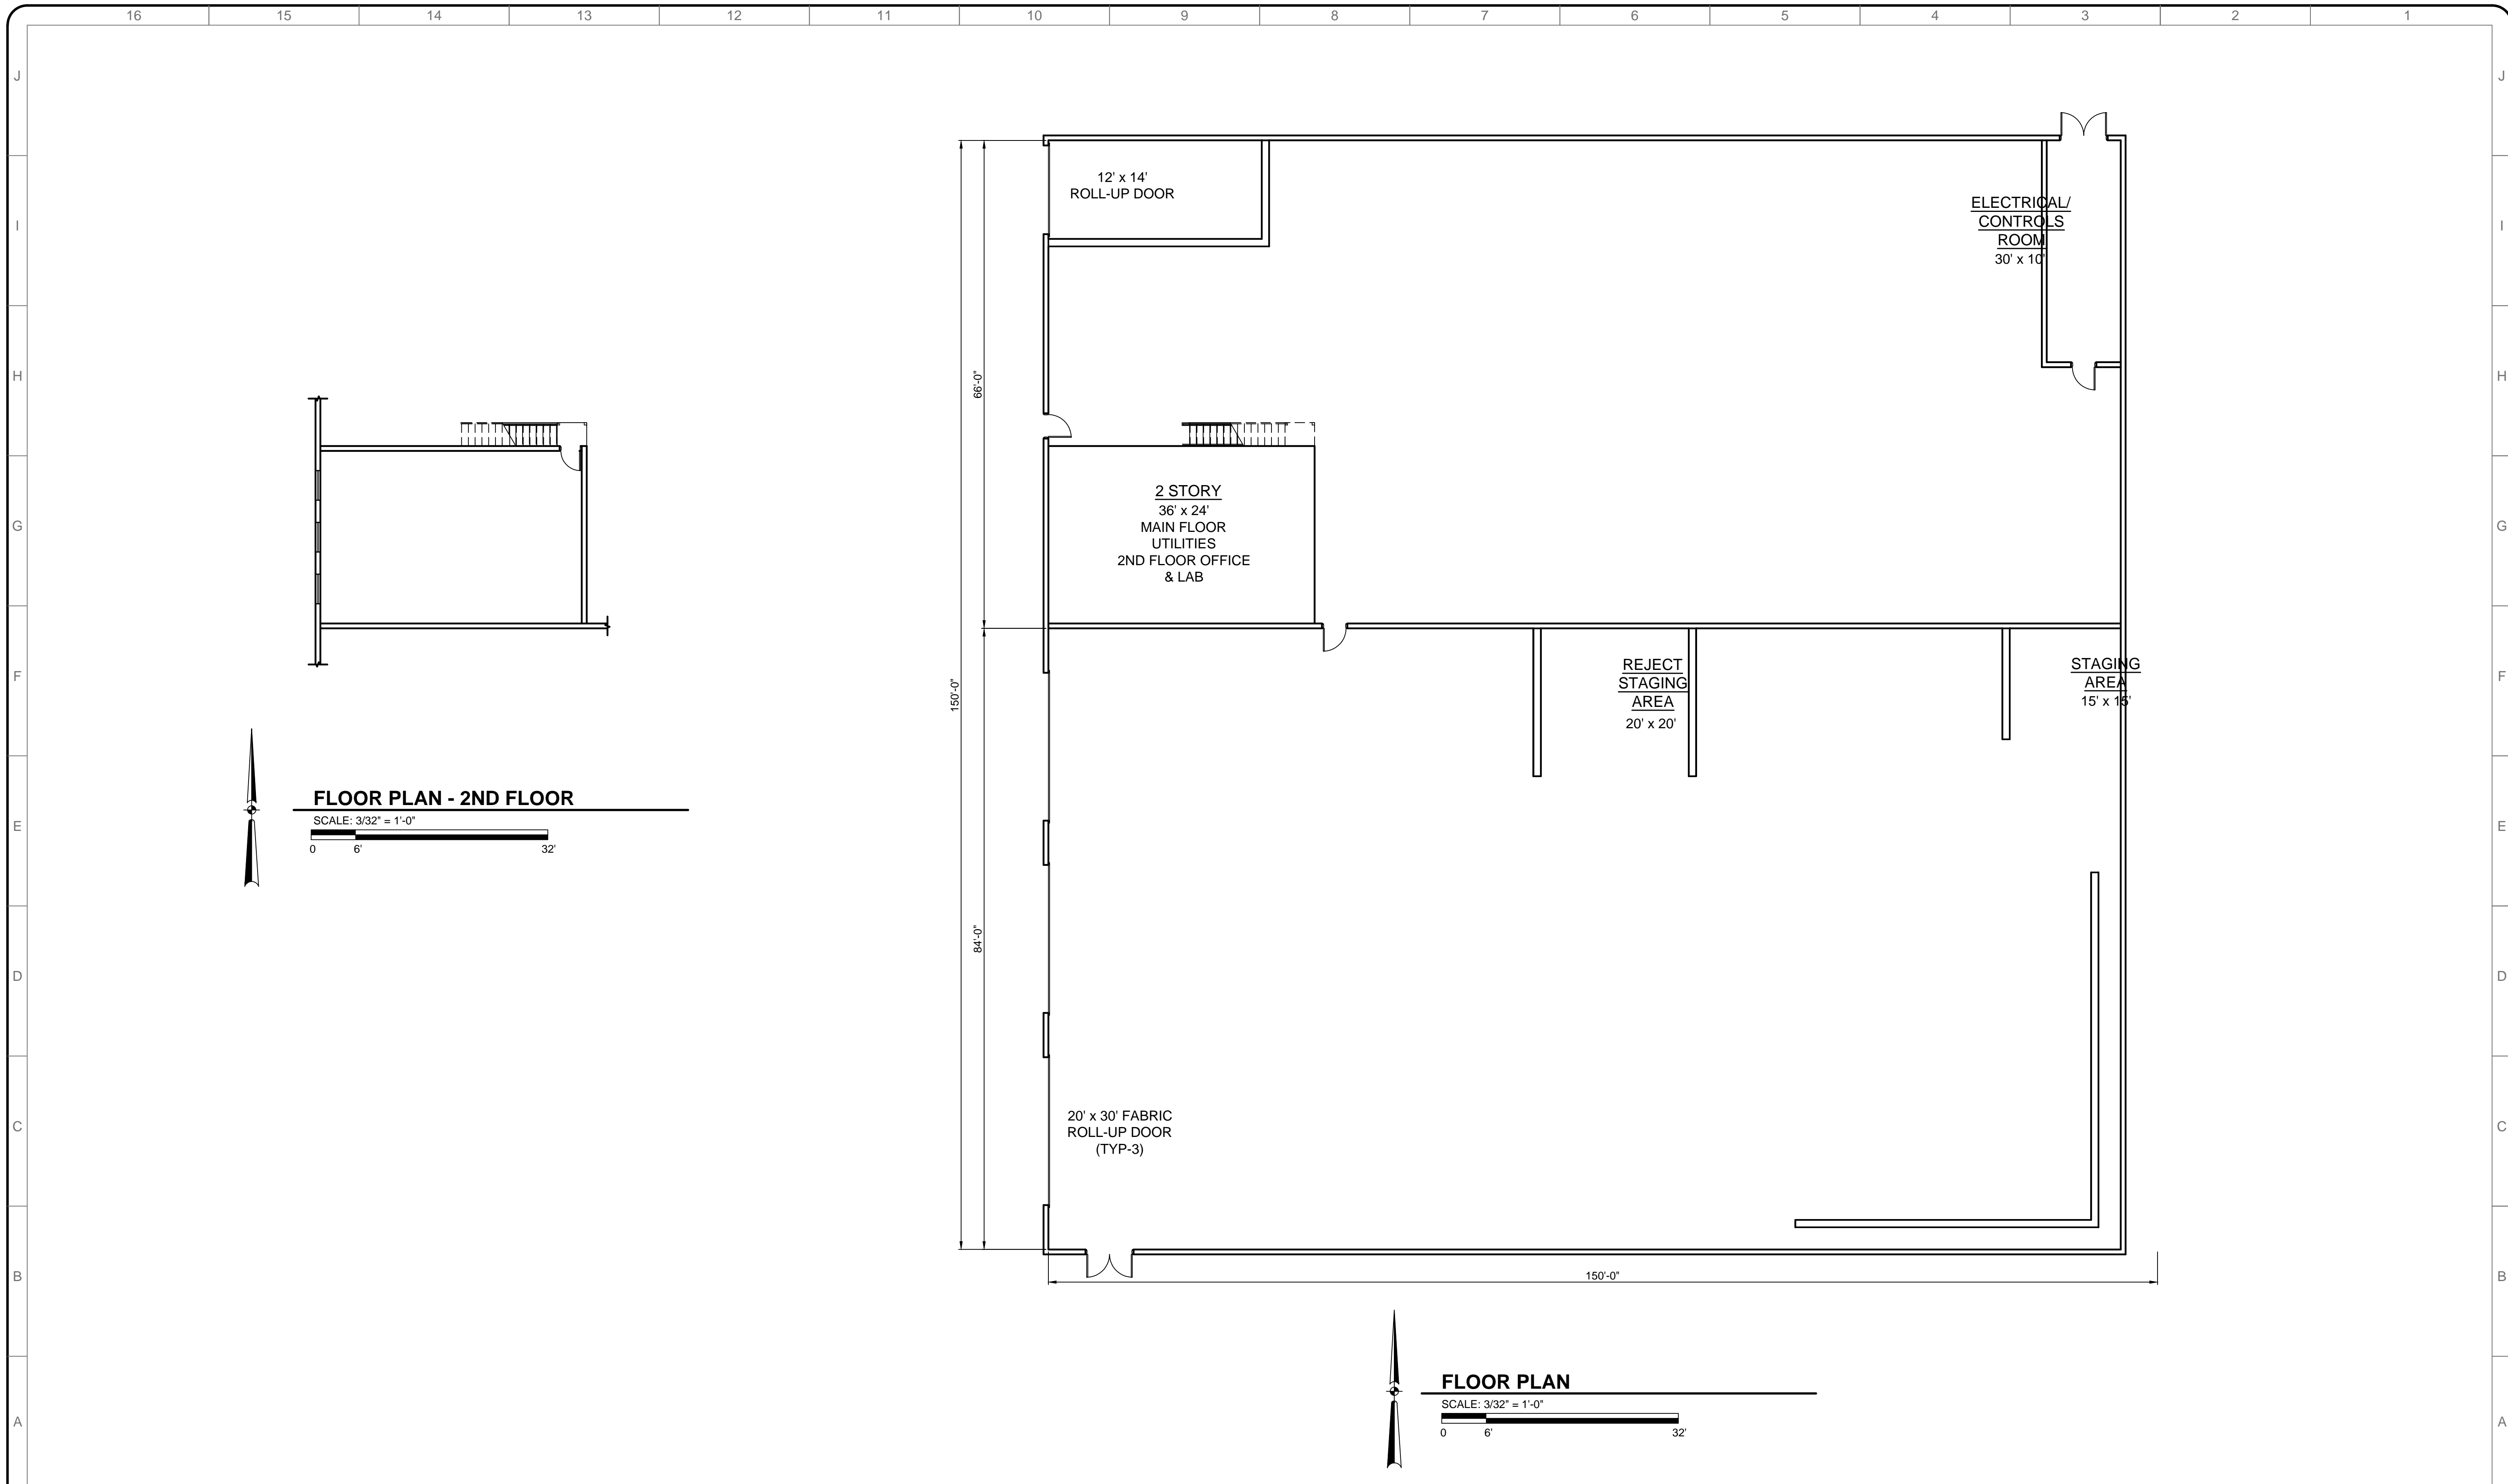 16 15 14 13 12 11 10 9 8 7 6 5 4 3 2 1
J
J
12' x 14'
ROLL-UP DOOR
ELECTRICAL/
CONTROLS
ROOM
30' x 10'
I
I
66'-0"
H
H
2 STORY
36' x 24'
MAIN FLOOR
UTILITIES
2ND FLOOR OFFICE
& LAB
G
G
REJECT
STAGING
AREA
20' x 20'
STAGING
AREA
15' x 15'
F
F
150'-0"
FLOOR PLAN - 2ND FLOOR
SCALE: 3/32" = 1'-0"
0 6' 32'
E
E
84'-0"
D
D
20' x 30' FABRIC
ROLL-UP DOOR
(TYP-3)
C
C
150'-0"
B
B
FLOOR PLAN
SCALE: 3/32" = 1'-0"
0 6' 32'
A
A